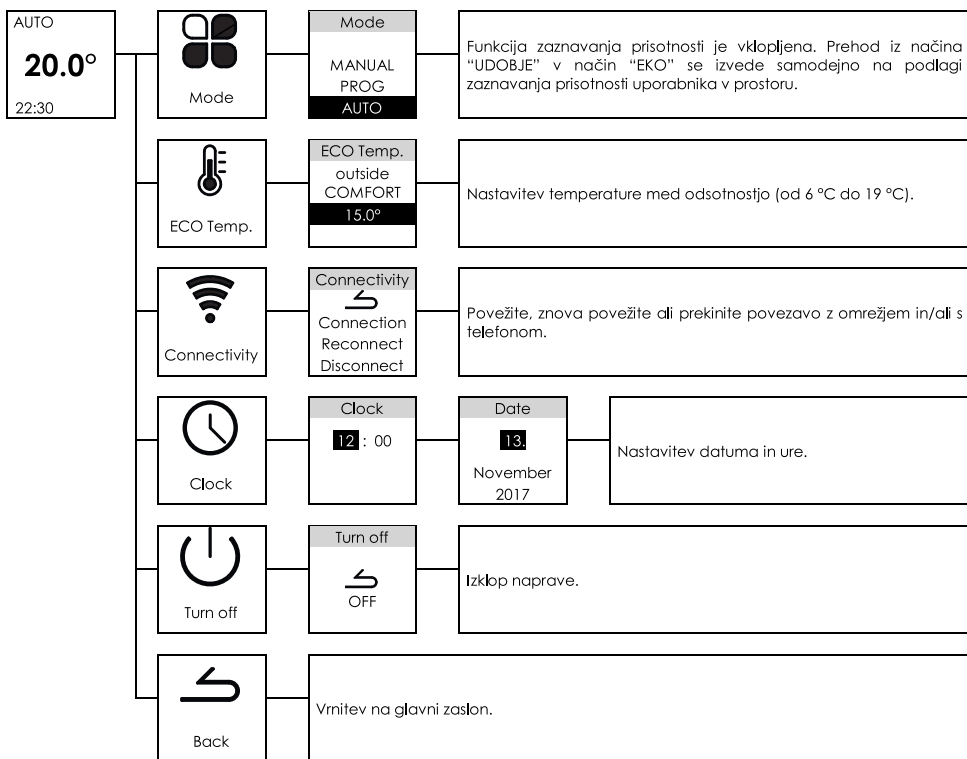 AUTO
20.0°
22:30
Mode
Mode
MANUAL
PROG
AUTO
Funkcija zaznavanja prisotnosti je vklopljena. Prehod iz načina
“UDOBJE” v način “EKO” se izvede samodejno na podlagi
zaznavanja prisotnosti uporabnika v prostoru.
ECO Temp.
ECO Temp.
outside
COMFORT
15.0°
Nastavitev temperature med odsotnostjo (od 6 °C do 19 °C).
Connectivity
Connectivity
Connection
Reconnect
Disconnect
Povežite, znova povežite ali prekinite povezavo z omrežjem in/ali s
telefonom.
Clock
Clock
12 : 00
Date
13.
November
2017
Nastavitev datuma in ure.
Turn off
Turn off
OFF
Izklop naprave.
Back
Vrnitev na glavni zaslon.